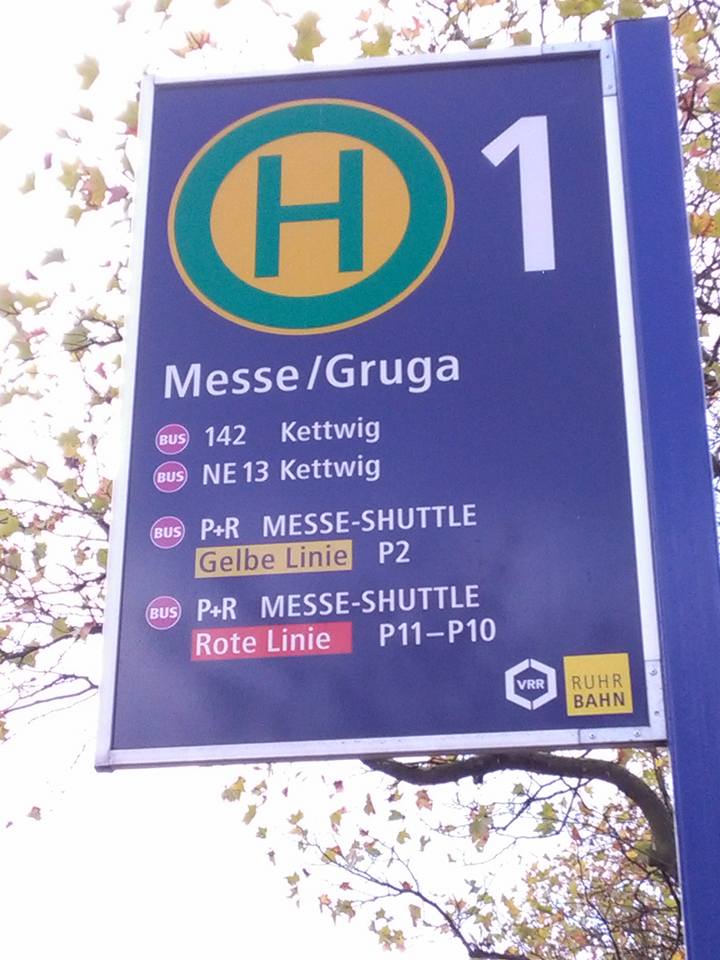 H 1
Messe/Gruga
BUS 142 Kettwig
BUS NE 13 Kettwig
BUS P+R MESSE-SHUTTLE
Gelbe Linie P2
BUS P+R MESSE-SHUTTLE
Rote Linie P11–P10
VRR RUHR
BAHN